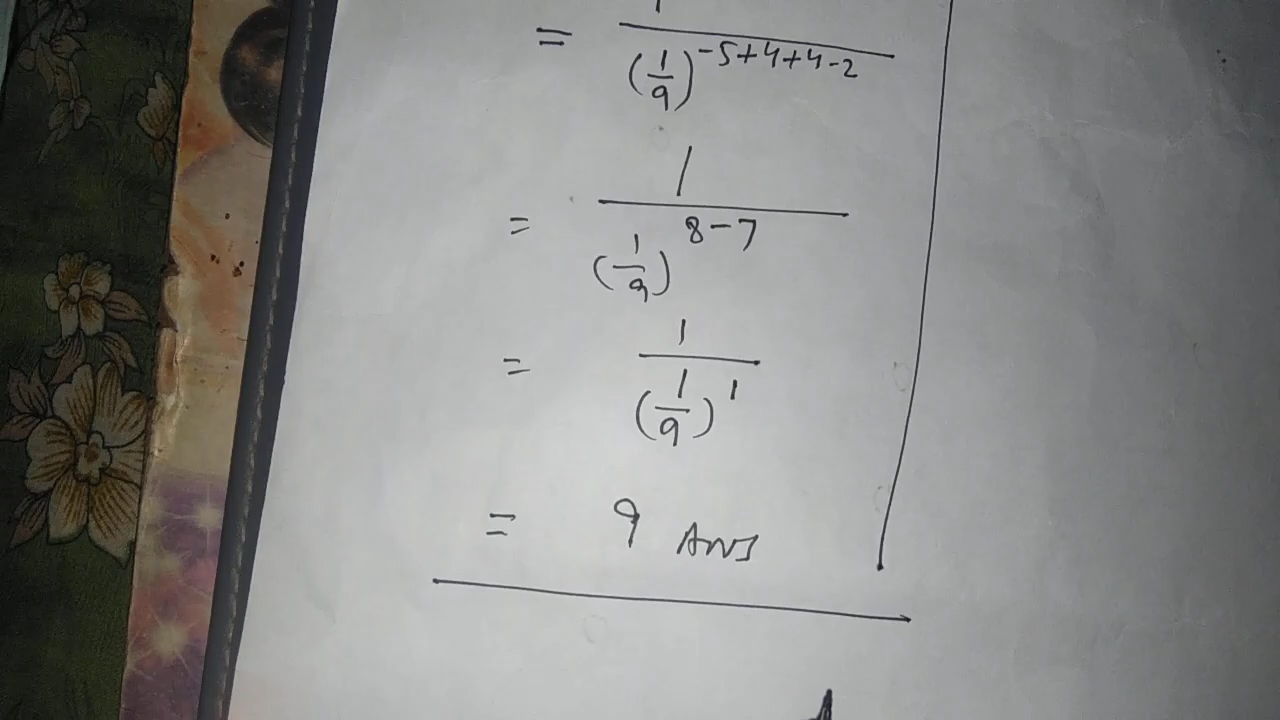 = 1/(1/9)^-5+4+4-2
= 1/(1/9)^8-7
= 1/(1/9)^1
= 9 Ans